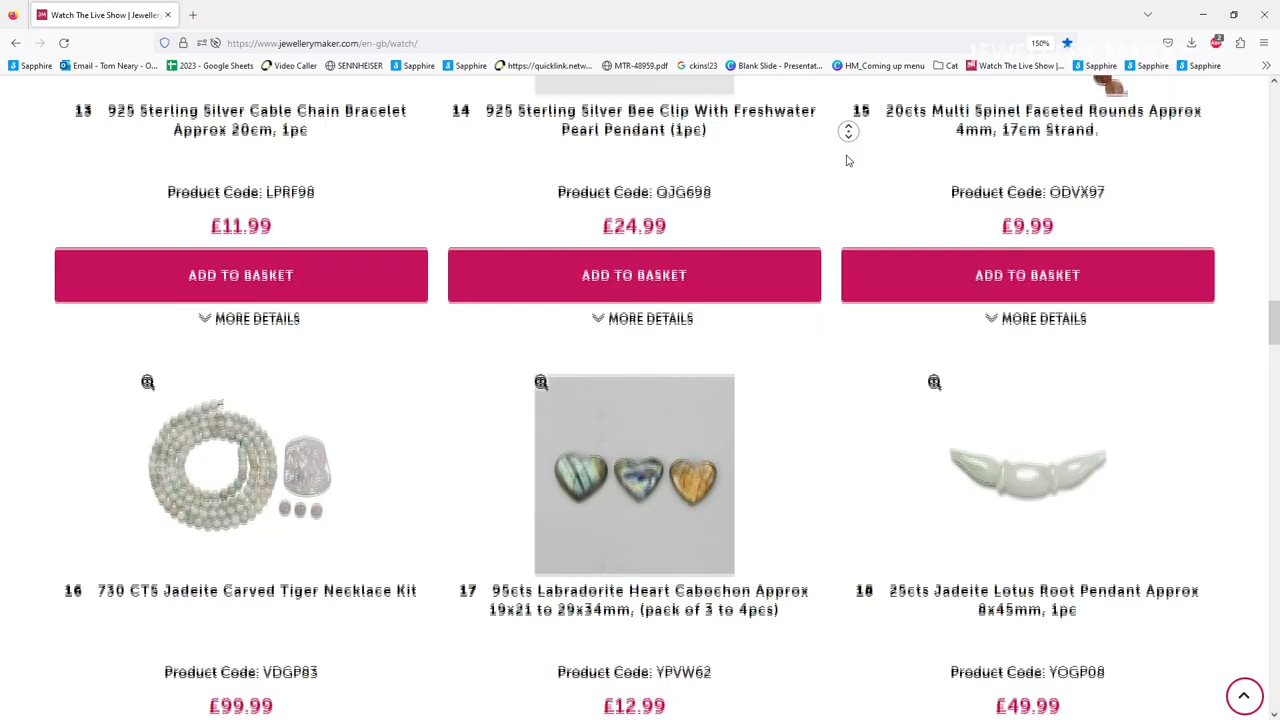 Watch The Live Show | Jeweller
https://www.jewellerymaker.com/en-gb/watch/
150%
2
Sapphire
Email - Tom Neary - O...
2023 - Google Sheets
Video Caller
SENNHEISER
Sapphire
Sapphire
https://quicklink.netw...
MTR-48959.pdf
ckins!23
Blank Slide - Presentat...
HM_Coming up menu
Cat
Watch The Live Show |...
Sapphire
Sapphire
Sapphire
13 925 Sterling Silver Cable Chain Bracelet
Approx 20cm, 1pc
Product Code: LPRF98
£11.99
ADD TO BASKET
MORE DETAILS
14 925 Sterling Silver Bee Clip With Freshwater
Pearl Pendant (1pc)
Product Code: QJG698
£24.99
ADD TO BASKET
MORE DETAILS
15 20cts Multi Spinel Faceted Rounds Approx
4mm, 17cm Strand.
Product Code: ODVX97
£9.99
ADD TO BASKET
MORE DETAILS
16 730 CTS Jadeite Carved Tiger Necklace Kit
Product Code: VDGP83
£99.99
17 95cts Labradorite Heart Cabochon Approx
19x21 to 29x34mm, (pack of 3 to 4pcs)
Product Code: YPVW62
£12.99
18 25cts Jadeite Lotus Root Pendant Approx
8x45mm, 1pc
Product Code: YOGP08
£49.99